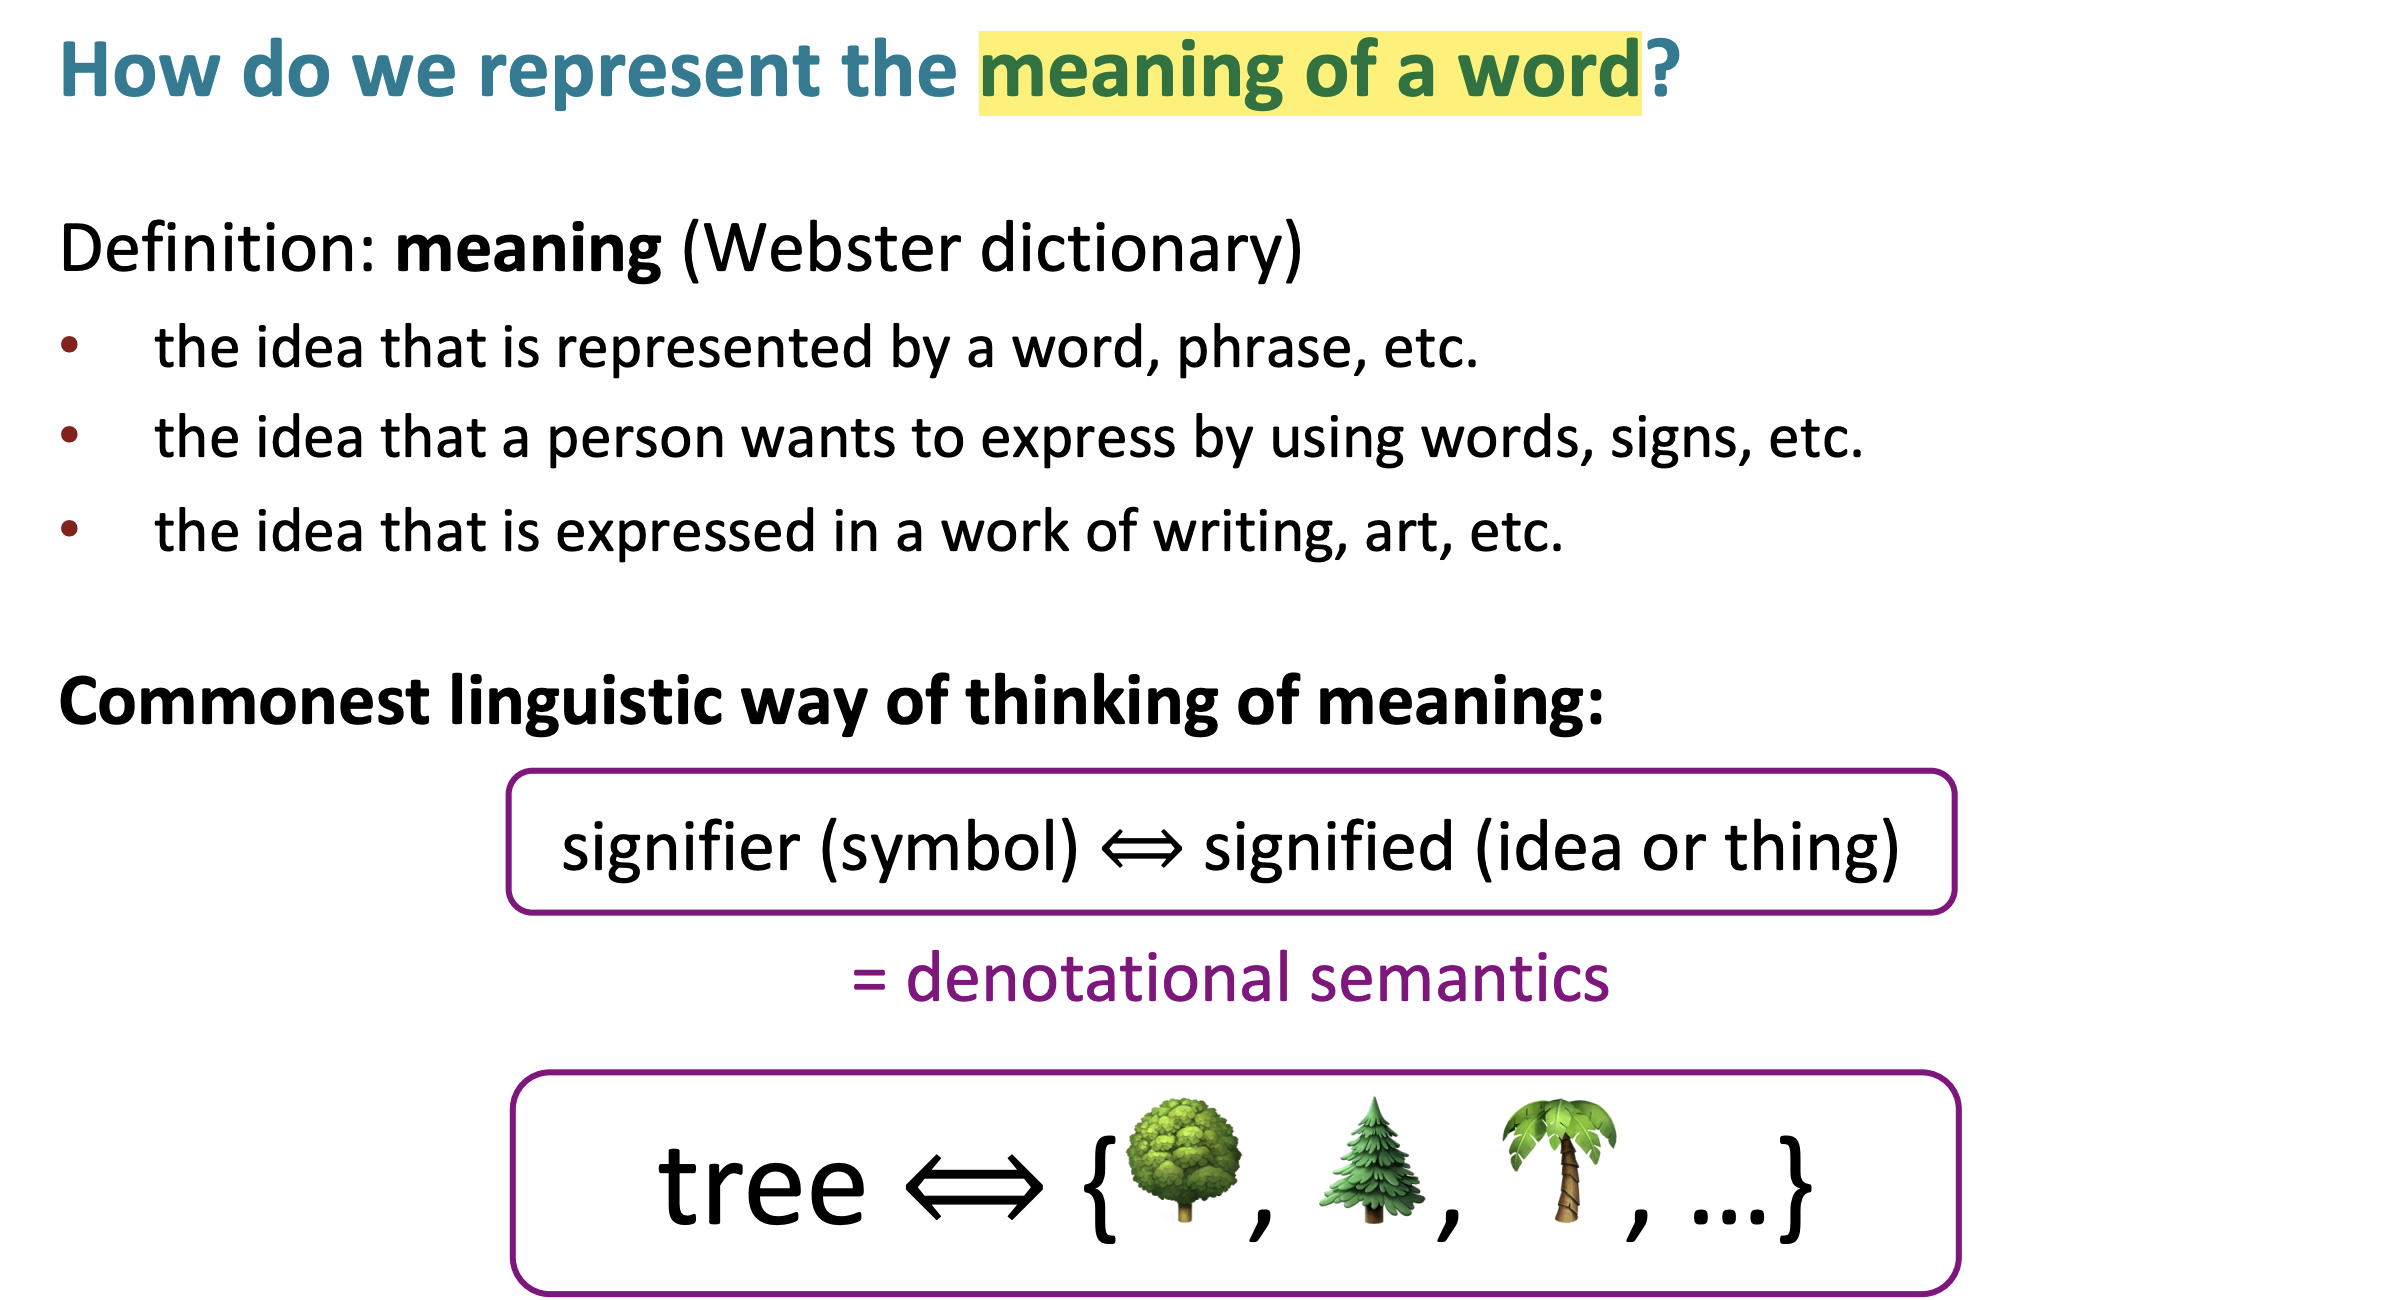 How do we represent the meaning of a word?
Definition: meaning (Webster dictionary)
• the idea that is represented by a word, phrase, etc.
• the idea that a person wants to express by using words, signs, etc.
• the idea that is expressed in a work of writing, art, etc.
Commonest linguistic way of thinking of meaning:
signifier (symbol) ⟺ signified (idea or thing)
= denotational semantics
tree ⟺ {🌳, 🌲, 🌴, …}